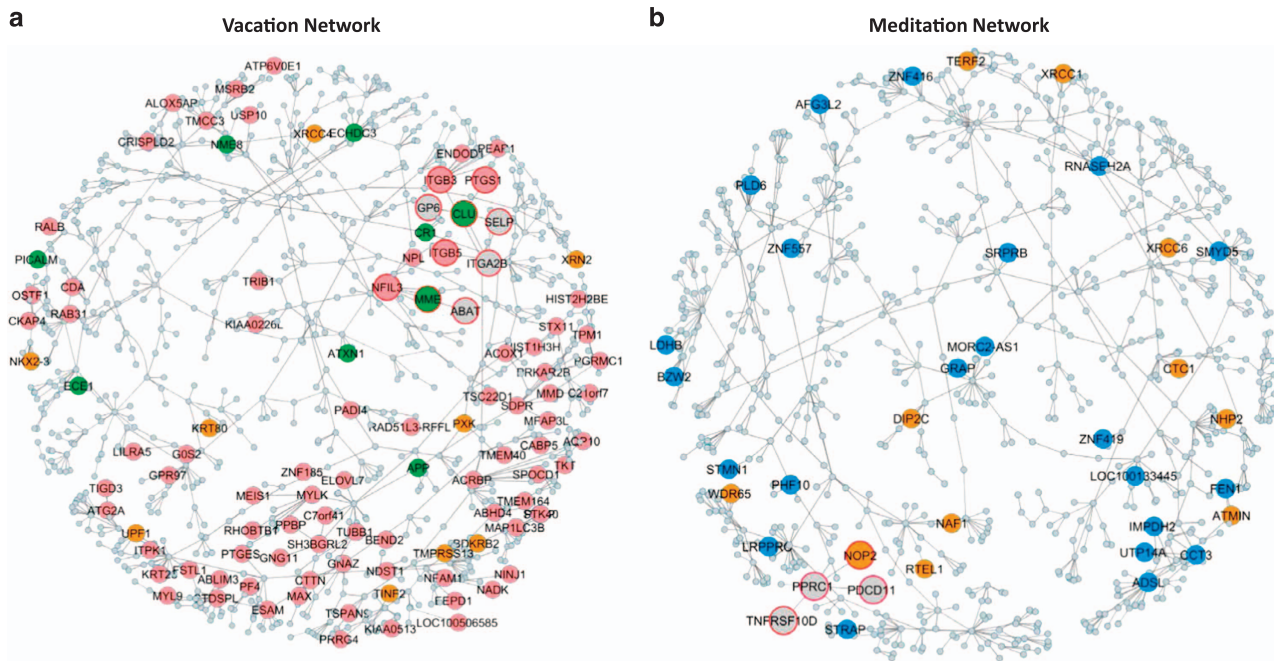 a
Vacation Network
ATP6V0E1
MSRB2
ALOX5AP
TMCC3
USP10
CRISPLD2
NME8
XRCC4
ECHDC3
ENDOD1
PEAR1
ITGB3
PTGS1
GP6
CLU
SELP
CR1
RALB
ITGB5
PICALM
NPL
ITGA2B
XRN2
TRIB1
NFIL3
CDA
OSTF1
MME
ABAT
HIST2H2BE
RAB31
CKAP4
KIAA0226L
STX11
TPM1
HIST1H3H
ACOX1
ATXN1
NKX2-3
PGRMC1
PRKAR2B
ECE1
TSC22D1
MMD
C21orf7
SDPR
PADI4
MFAP3L
KRT80
RAD51L3-RFFL
PXK
CABP5
ACP10
LILRA5
G0S2
TMEM40
GPR97
ZNF185
ELOVL7
APP
ACRBP
SPOCD1
TKT
TIGD3
MEIS1
MYLK
TMEM164
ATG2A
C7orf41
ABHD4
UPF1
RHOBTB1
PPBP
TUBB1
MAP1LC3B
ITPK1
PTGES
SH3BGRL2
BEND2
BDKRB2
GNG11
TMPRSS13
GNAZ
FSTL1
NDST1
KRT23
ABLIM3
PF4
CTTN
NFAM1
NINJ1
NADK
MYL9
CTDSPL
MAX
TINF2
FEPD1
ESAM
TSPAN9
LOC100506585
KIAA0513
PRRG4
b
Meditation Network
TERF2
ZNF416
XRCC1
AFG3L2
RNASEH2A
PLD6
ZNF557
SRPRB
XRCC6
SMYD5
LDHB
MORC2-AS1
BZW2
GRAP
CTC1
DIP2C
NHP2
ZNF419
STMN1
LOC100133445
PHF10
FEN1
WDR65
ATMIN
NAF1
IMPDH2
LRPPRC
NOP2
UTP14A
CCT3
RTEL1
PPRC1
PDCD11
ADSL
TNFRSF10D
STRAP